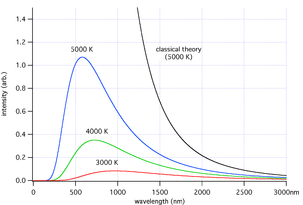 1.4
1.2
1.0
0.8
0.6
0.4
0.2
0.0
intensity (arb.)
5000 K
classical theory
(5000 K)
4000 K
3000 K
0
500
1000
1500
2000
2500
3000nm
wavelength (nm)